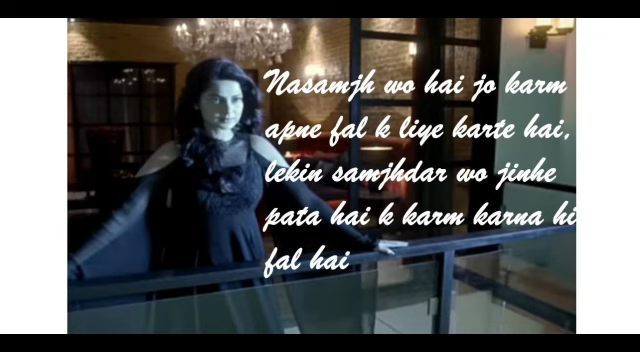 Nasamjh wo hai jo karm
apne fal k liye karte hai,
lekin samjhdar wo jinhe
pata hai k karm karna hi
fal hai